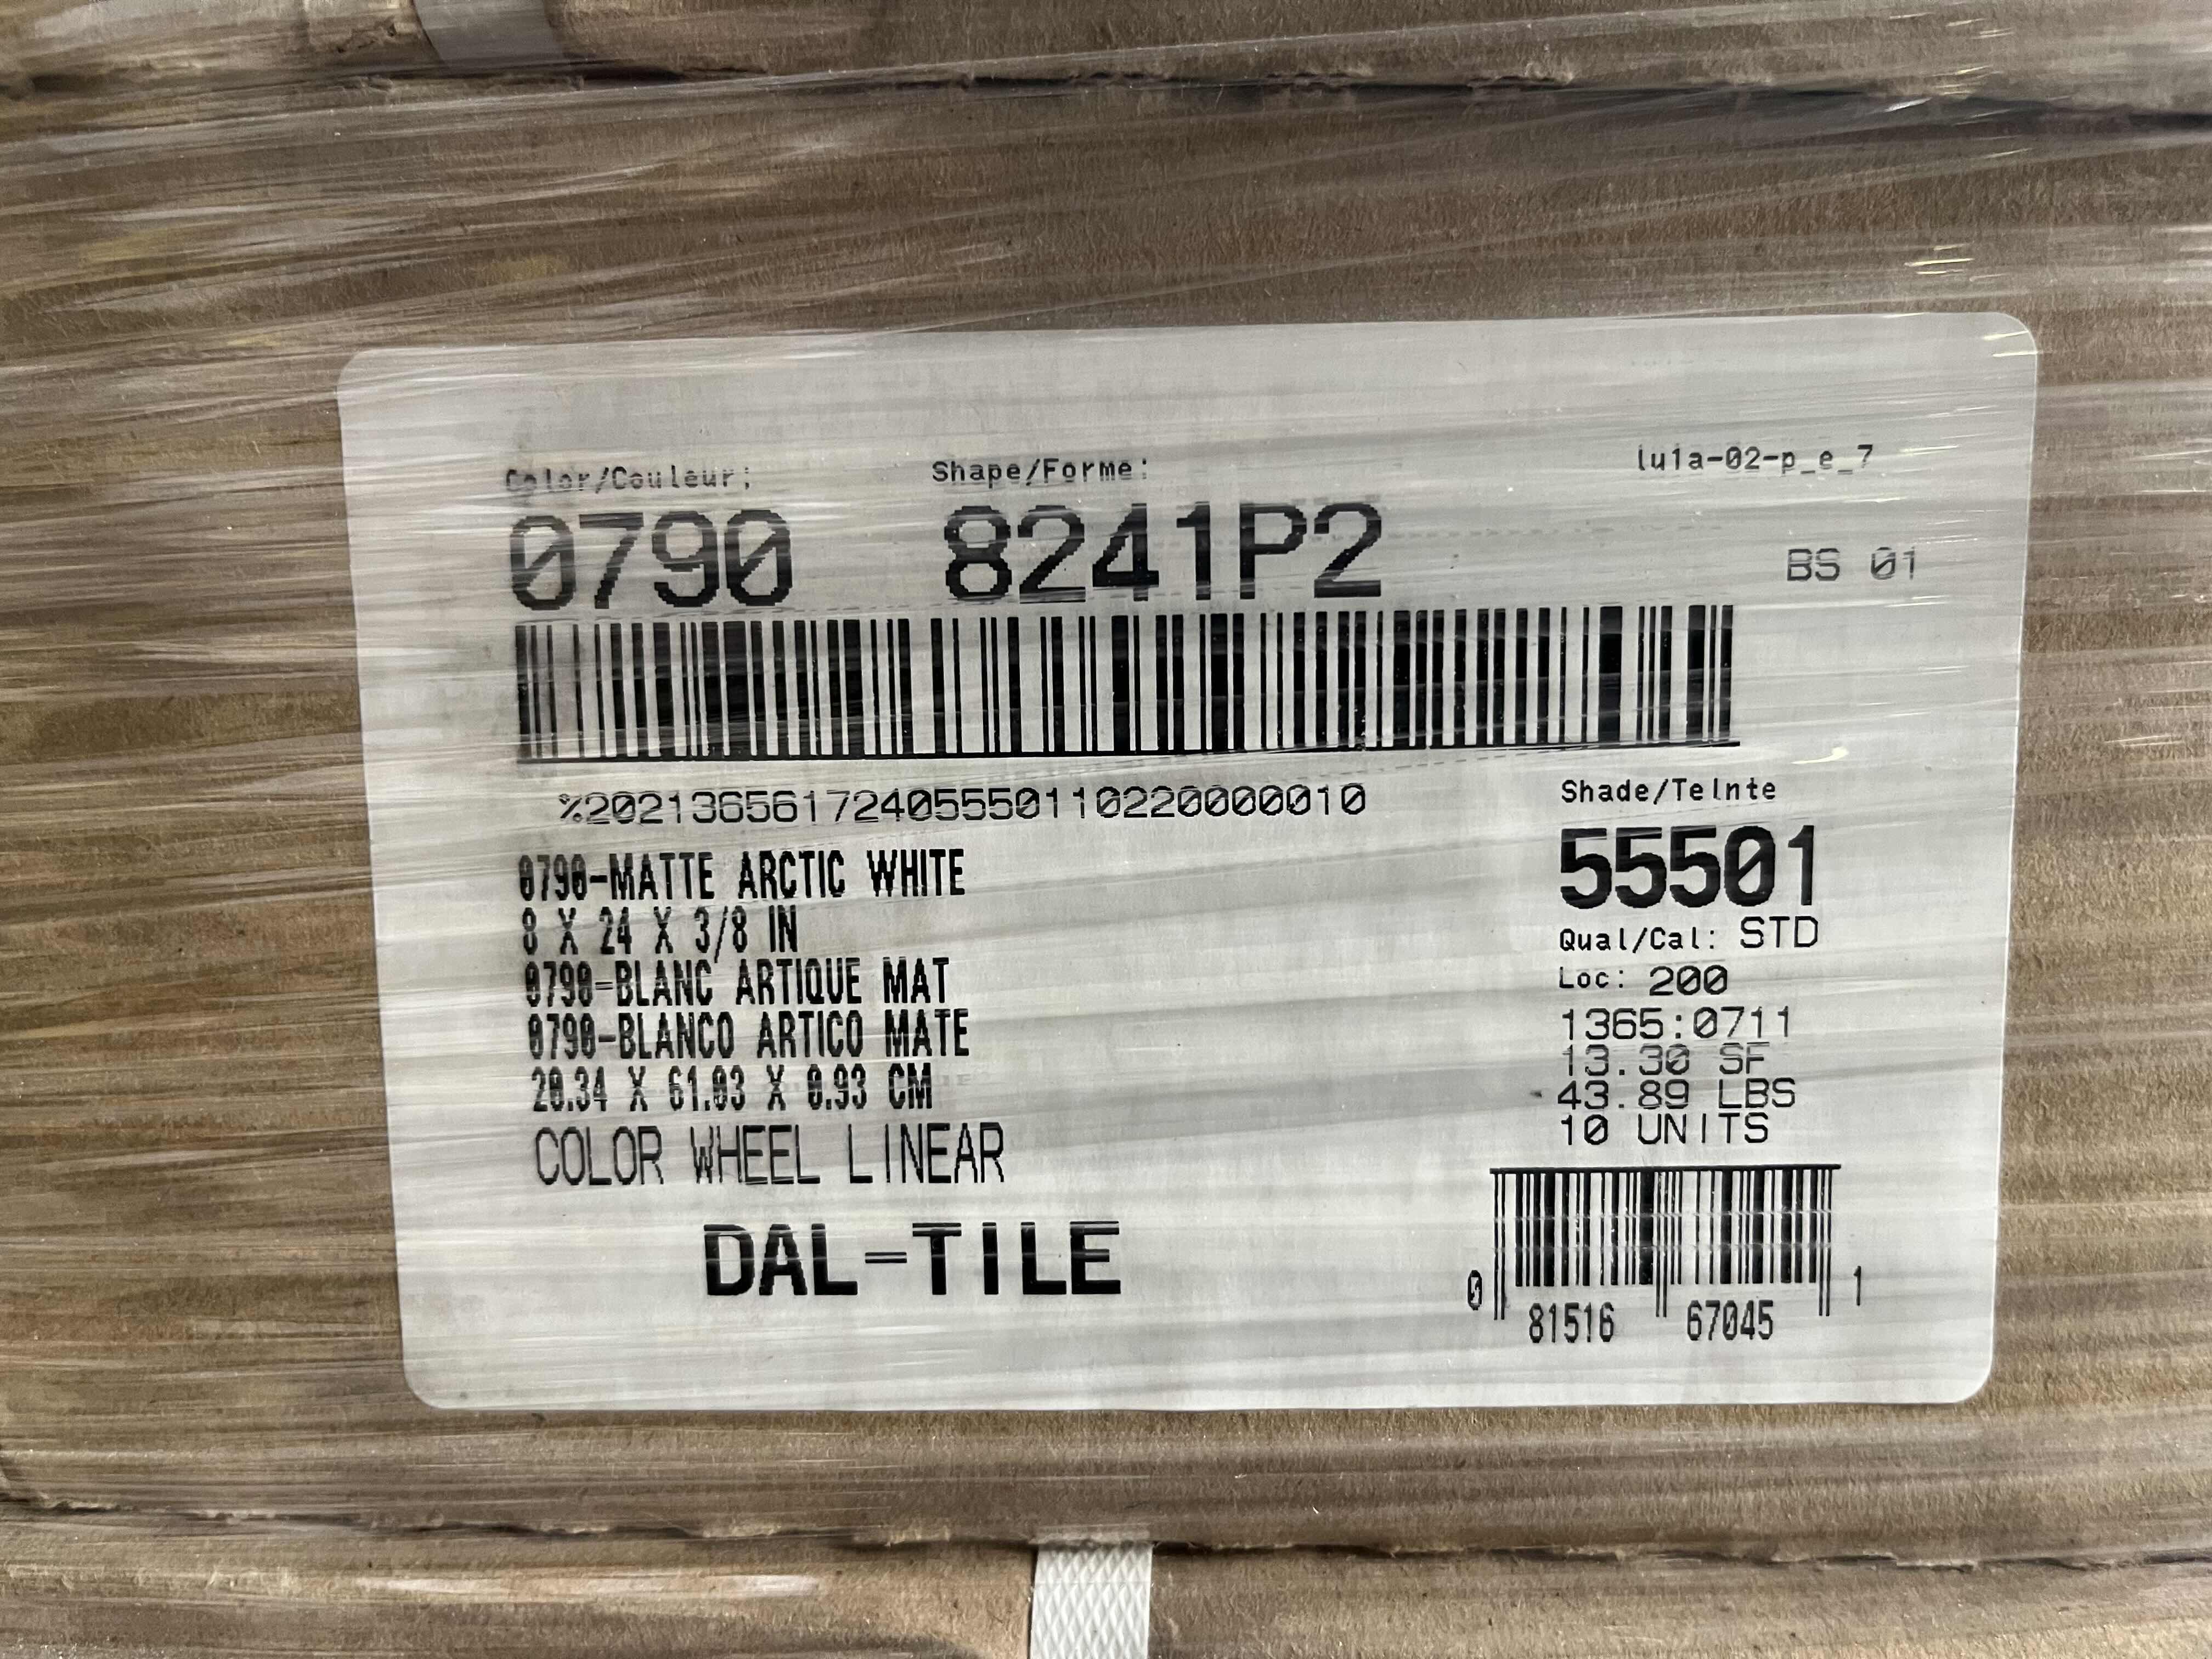 Color/Couleur: Shape/Forme: lu1a-02-p_e_7
0790 8241P2
BS 01
%2021365617240555011022000001​0
0790-MATTE ARCTIC WHITE
8 X 24 X 3/8 IN
0790-BLANC ARTIQUE MAT
0790-BLANCO ARTICO MATE
20.34 X 61.03 X 0.93 CM
COLOR WHEEL LINEAR
DAL-TILE
Shade/Teinte
55501
Qual/Cal: STD
Loc: 200
1365:0711
13.30 SF
43.89 LBS
10 UNITS
0 81516 67045 1